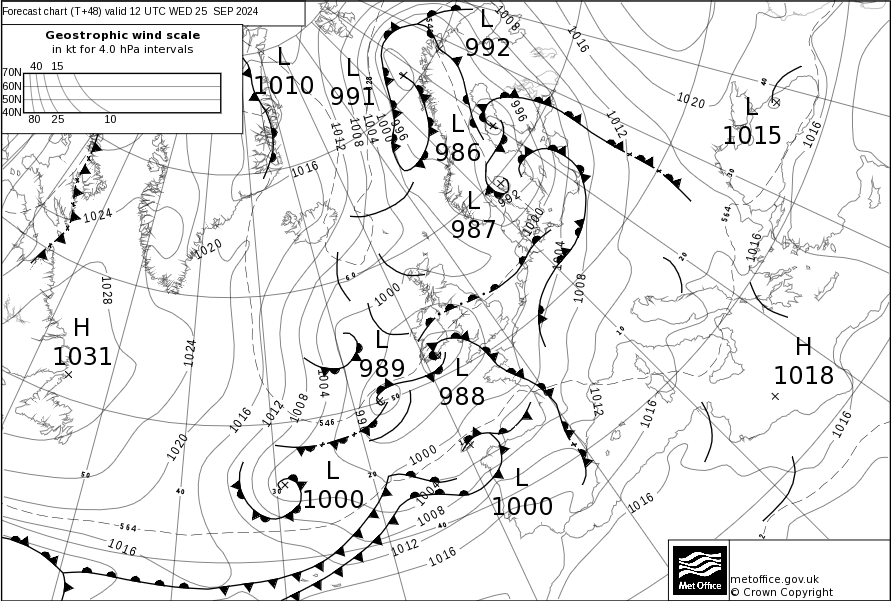 Forecast chart (T+48) valid 12 UTC WED 25 SEP 2024
Geostrophic wind scale
in kt for 4.0 hPa intervals
40 15
70N
60N
50N
40N
80 25 10
L
992
1008
1016
L
1010
L
991
1012
1008
1004
1000
996
L
986
996
1012
1020
L
1015
40
1016
1016
1024
1020
992
L
987
1000
1004
1008
564
1016
30
20
1028
60
1000
10
H
1031
1024
L
989
L
988
H
1018
1004
1008
1012
1016
50
546
1012
1016
1016
1020
1000
L
1000
L
1000
50
40
30
20
1004
1008
40
1016
564
1016
1012
1016
2
Met Office
metoffice.gov.uk
© Crown Copyright